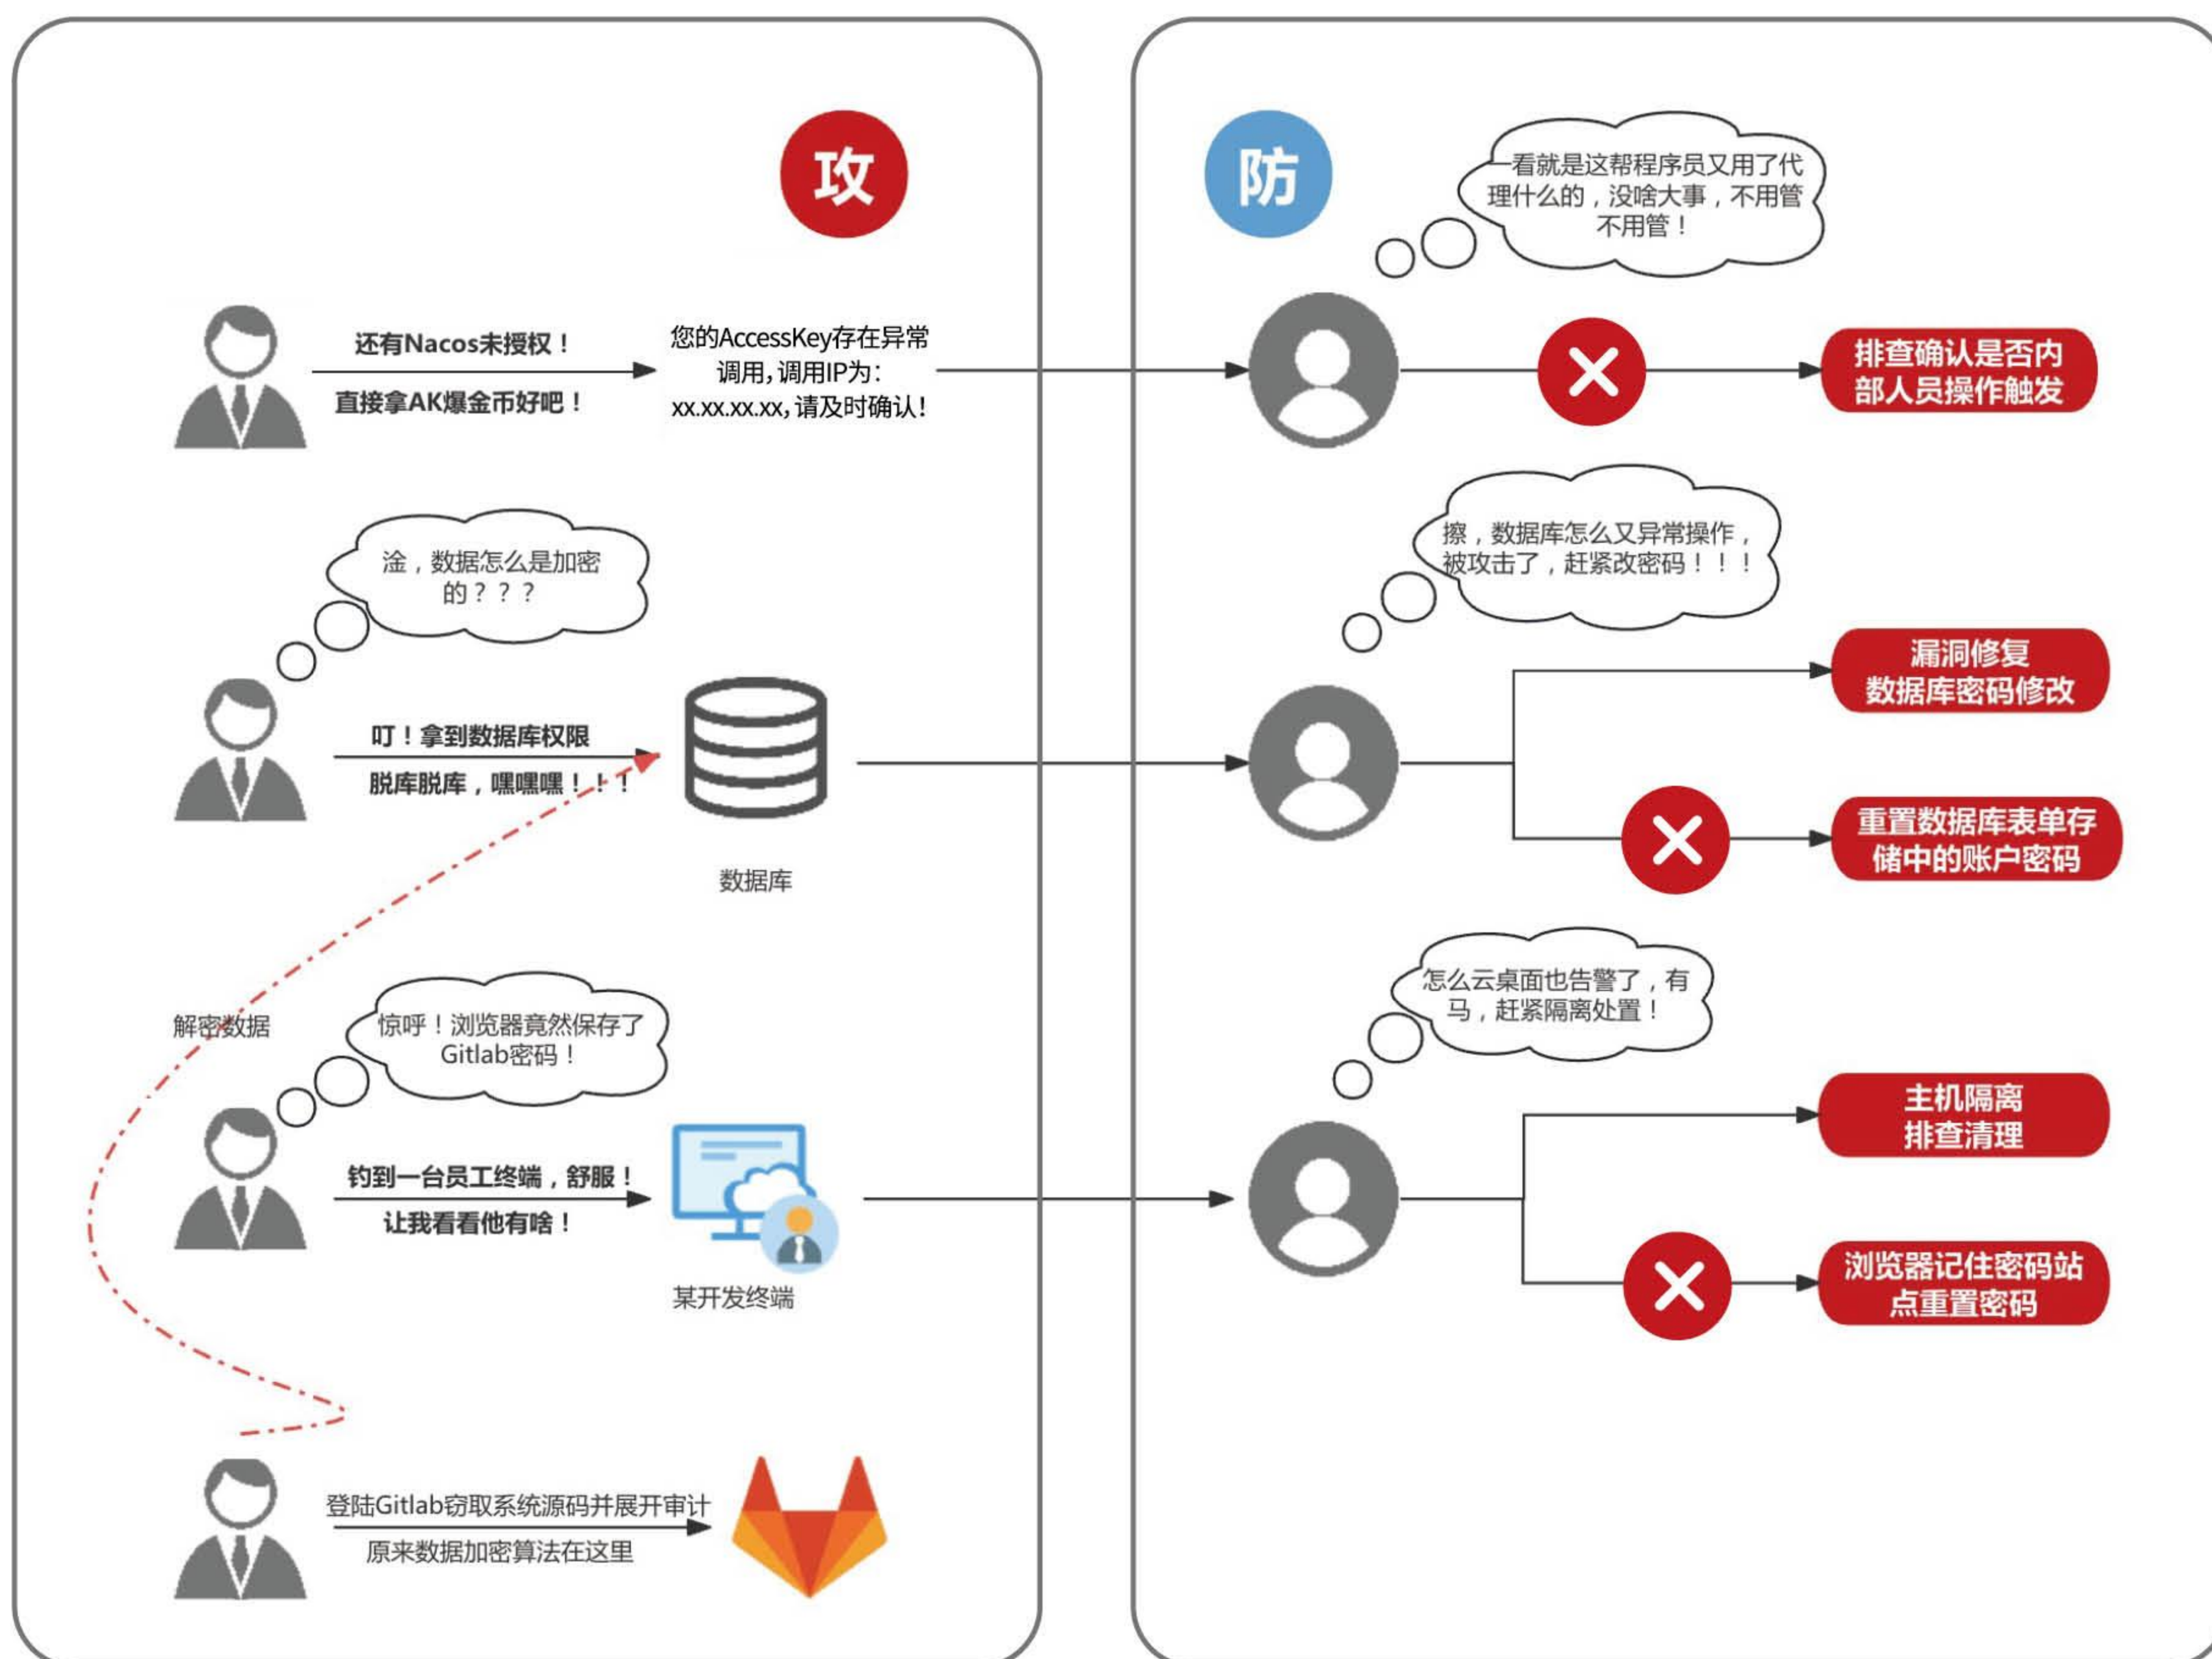 攻
防
一看就是这帮程序员又用了代
理什么的，没啥大事，不用管
不用管！
还有Nacos未授权！
直接拿AK爆金币好吧！
您的AccessKey存在异常
调用，调用IP为：
xx.xx.xx.xx，请及时确认！
排查确认是否内
部人员操作触发
淦，数据怎么是加密
的？？？
擦，数据库怎么又异常操作，
被攻击了，赶紧改密码！！！
叮！拿到数据库权限
脱库脱库，嘿嘿嘿！！！
数据库
漏洞修复
数据库密码修改
重置数据库表单存
储中的账户密码
解密数据
惊呼！浏览器竟然保存了
Gitlab密码！
怎么云桌面也告警了，有
马，赶紧隔离处置！
钓到一台员工终端，舒服！
让我看看他有啥！
某开发终端
主机隔离
排查清理
浏览器记住密码站
点重置密码
登陆Gitlab窃取系统源码并展开审计
原来数据加密算法在这里